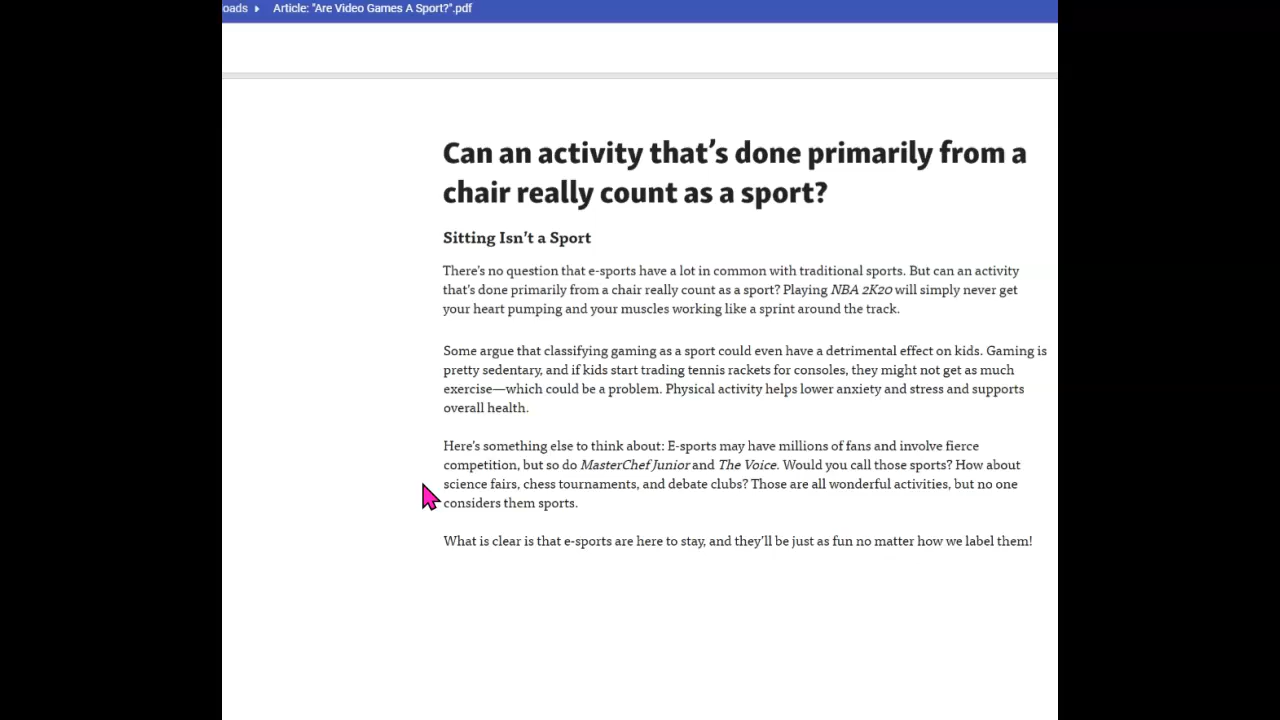 oads ▸ Article: "Are Video Games A Sport?".pdf
Can an activity that's done primarily from a
chair really count as a sport?
Sitting Isn't a Sport
There's no question that e-sports have a lot in common with traditional sports. But can an activity
that's done primarily from a chair really count as a sport? Playing NBA 2K20 will simply never get
your heart pumping and your muscles working like a sprint around the track.
Some argue that classifying gaming as a sport could even have a detrimental effect on kids. Gaming is
pretty sedentary, and if kids start trading tennis rackets for consoles, they might not get as much
exercise—which could be a problem. Physical activity helps lower anxiety and stress and supports
overall health.
Here's something else to think about: E-sports may have millions of fans and involve fierce
competition, but so do MasterChef Junior and The Voice. Would you call those sports? How about
science fairs, chess tournaments, and debate clubs? Those are all wonderful activities, but no one
considers them sports.
What is clear is that e-sports are here to stay, and they'll be just as fun no matter how we label them!